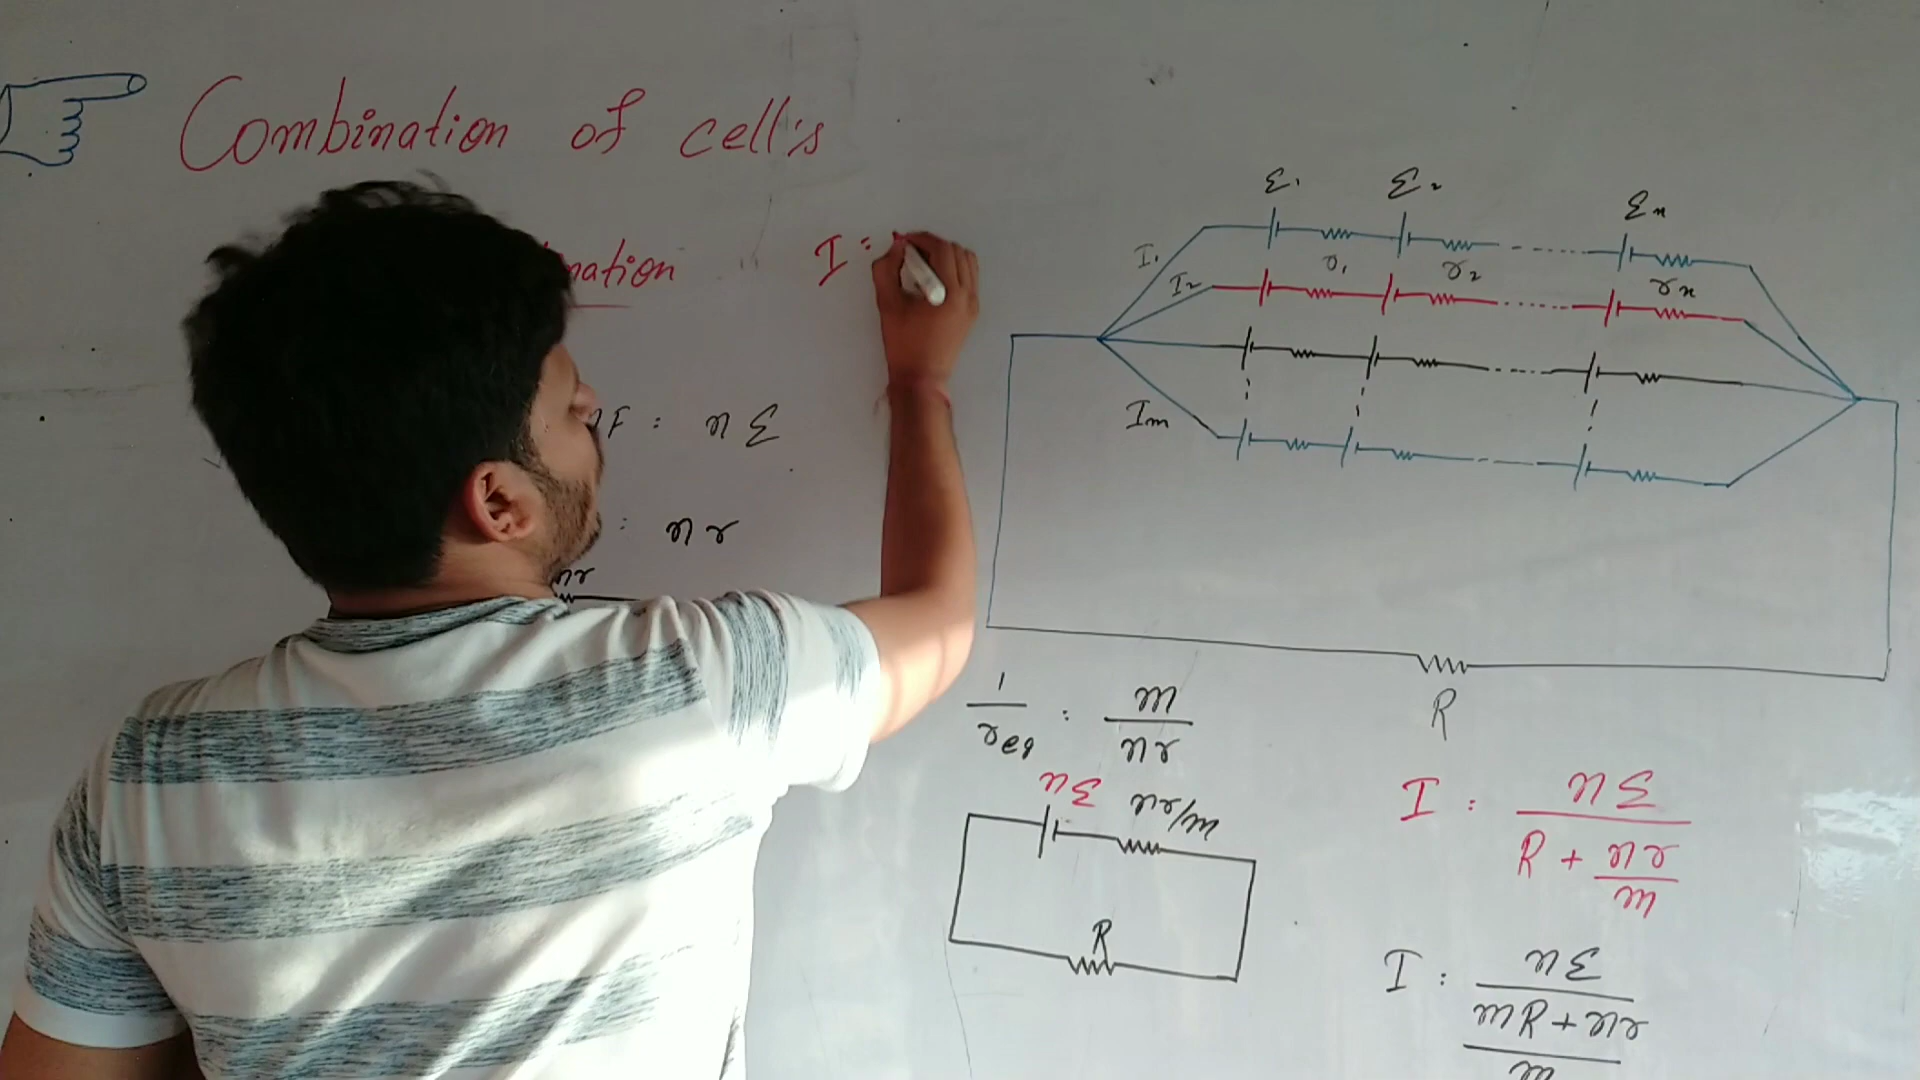 Combination of cell's
nation
I =
ε1 ε2 εn
I1
r1 r2 rn
I2
Im
: nε
: nr
nr
R
1/req : m/nr
nε nr/m
R
I : nε / (R + nr/m)
I : nε / ((mR + nr)/m)